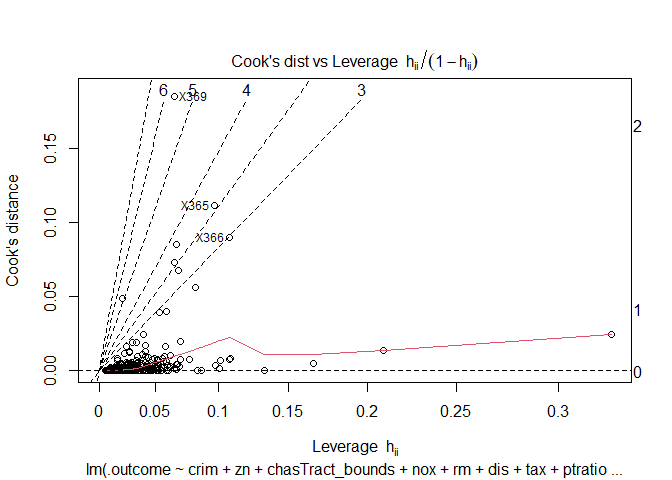 Cook's dist vs Leverage hᵢᵢ/(1 − hᵢᵢ)
6
5
4
3
X369
2
X365
X366
1
0
Cook's distance
0.00
0.05
0.10
0.15
0
0.05
0.1
0.15
0.2
0.25
0.3
Leverage hᵢᵢ
lm(.outcome ~ crim + zn + chasTract_bounds + nox + rm + dis + tax + ptratio ...